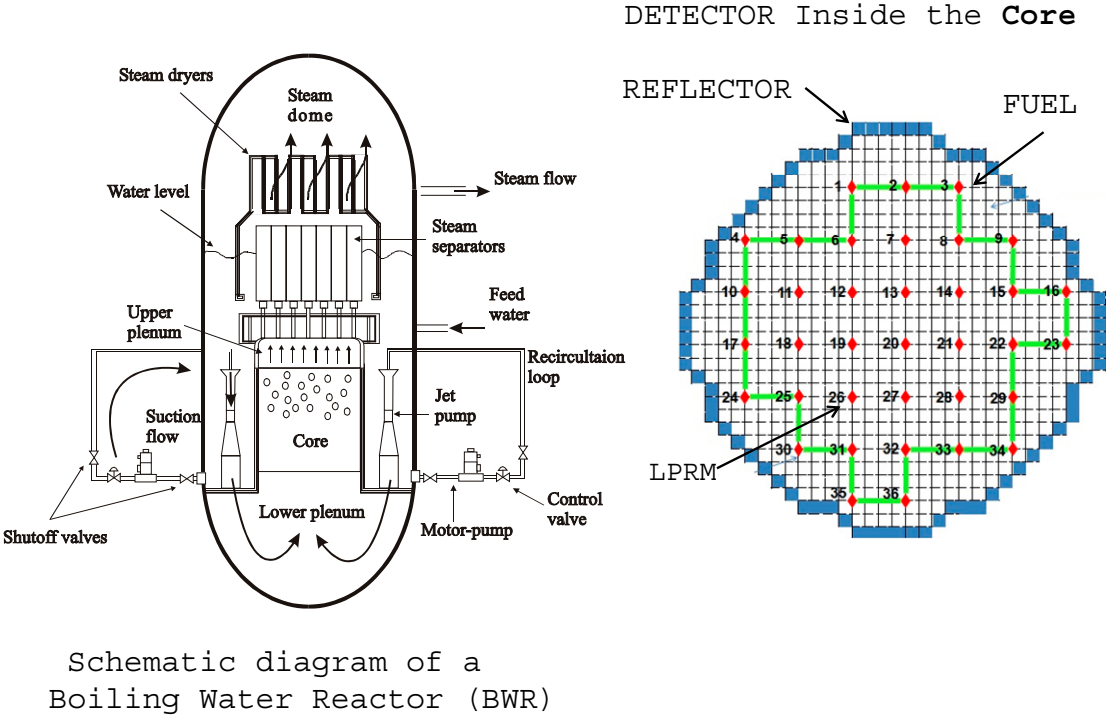 DETECTOR Inside the Core
REFLECTOR
FUEL
Steam dryers
Steam
dome
Water level
Steam flow
Steam
separators
Feed
water
Upper
plenum
Recircultaion
loop
Jet
pump
Suction
flow
Core
Lower plenum
Control
valve
Motor-pump
Shutoff valves
LPRM
1 2 3
4 5 6 7 8 9
10 11 12 13 14 15 16
17 18 19 20 21 22 23
24 25 26 27 28 29
30 31 32 33 34
35 36
Schematic diagram of a
Boiling Water Reactor (BWR)